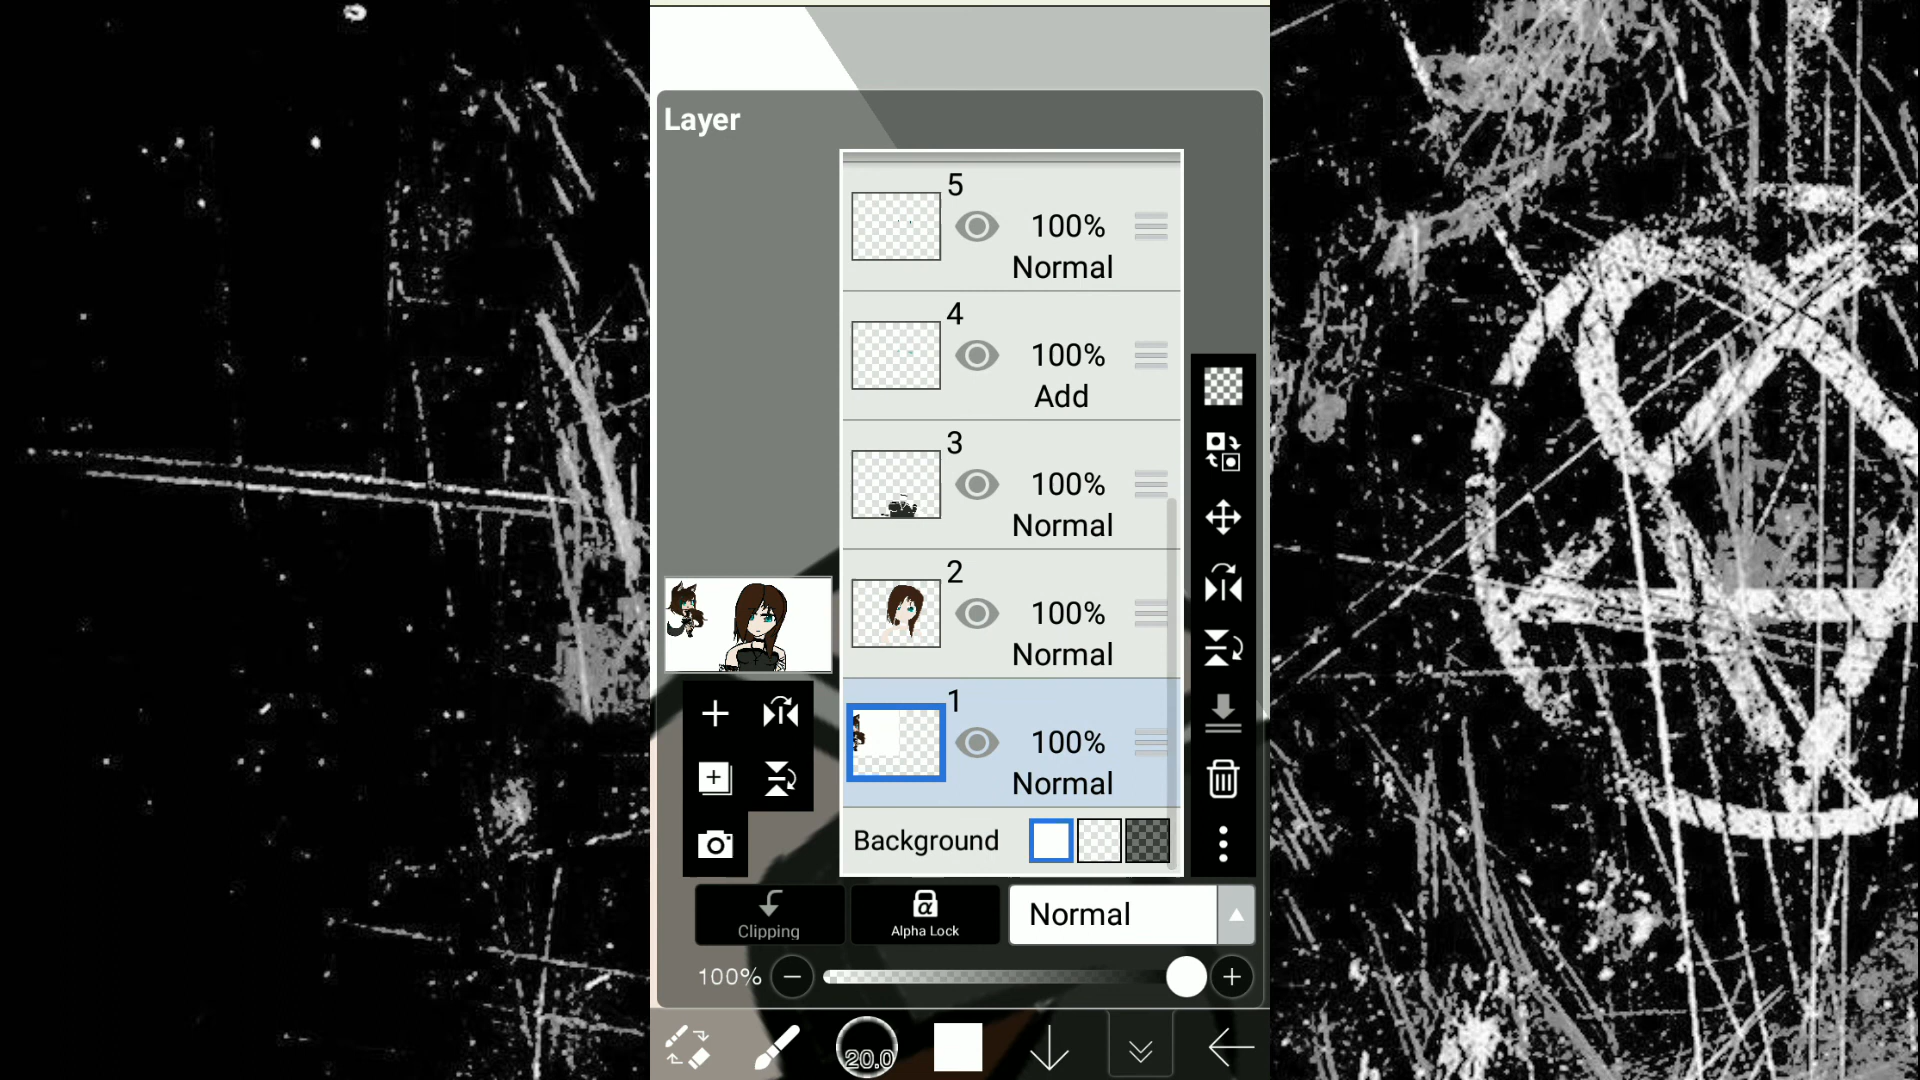 Layer
5
100%
Normal
4
100%
Add
3
100%
Normal
2
100%
Normal
1
100%
Normal
Background
Clipping
α
Alpha Lock
Normal
100%
20.0